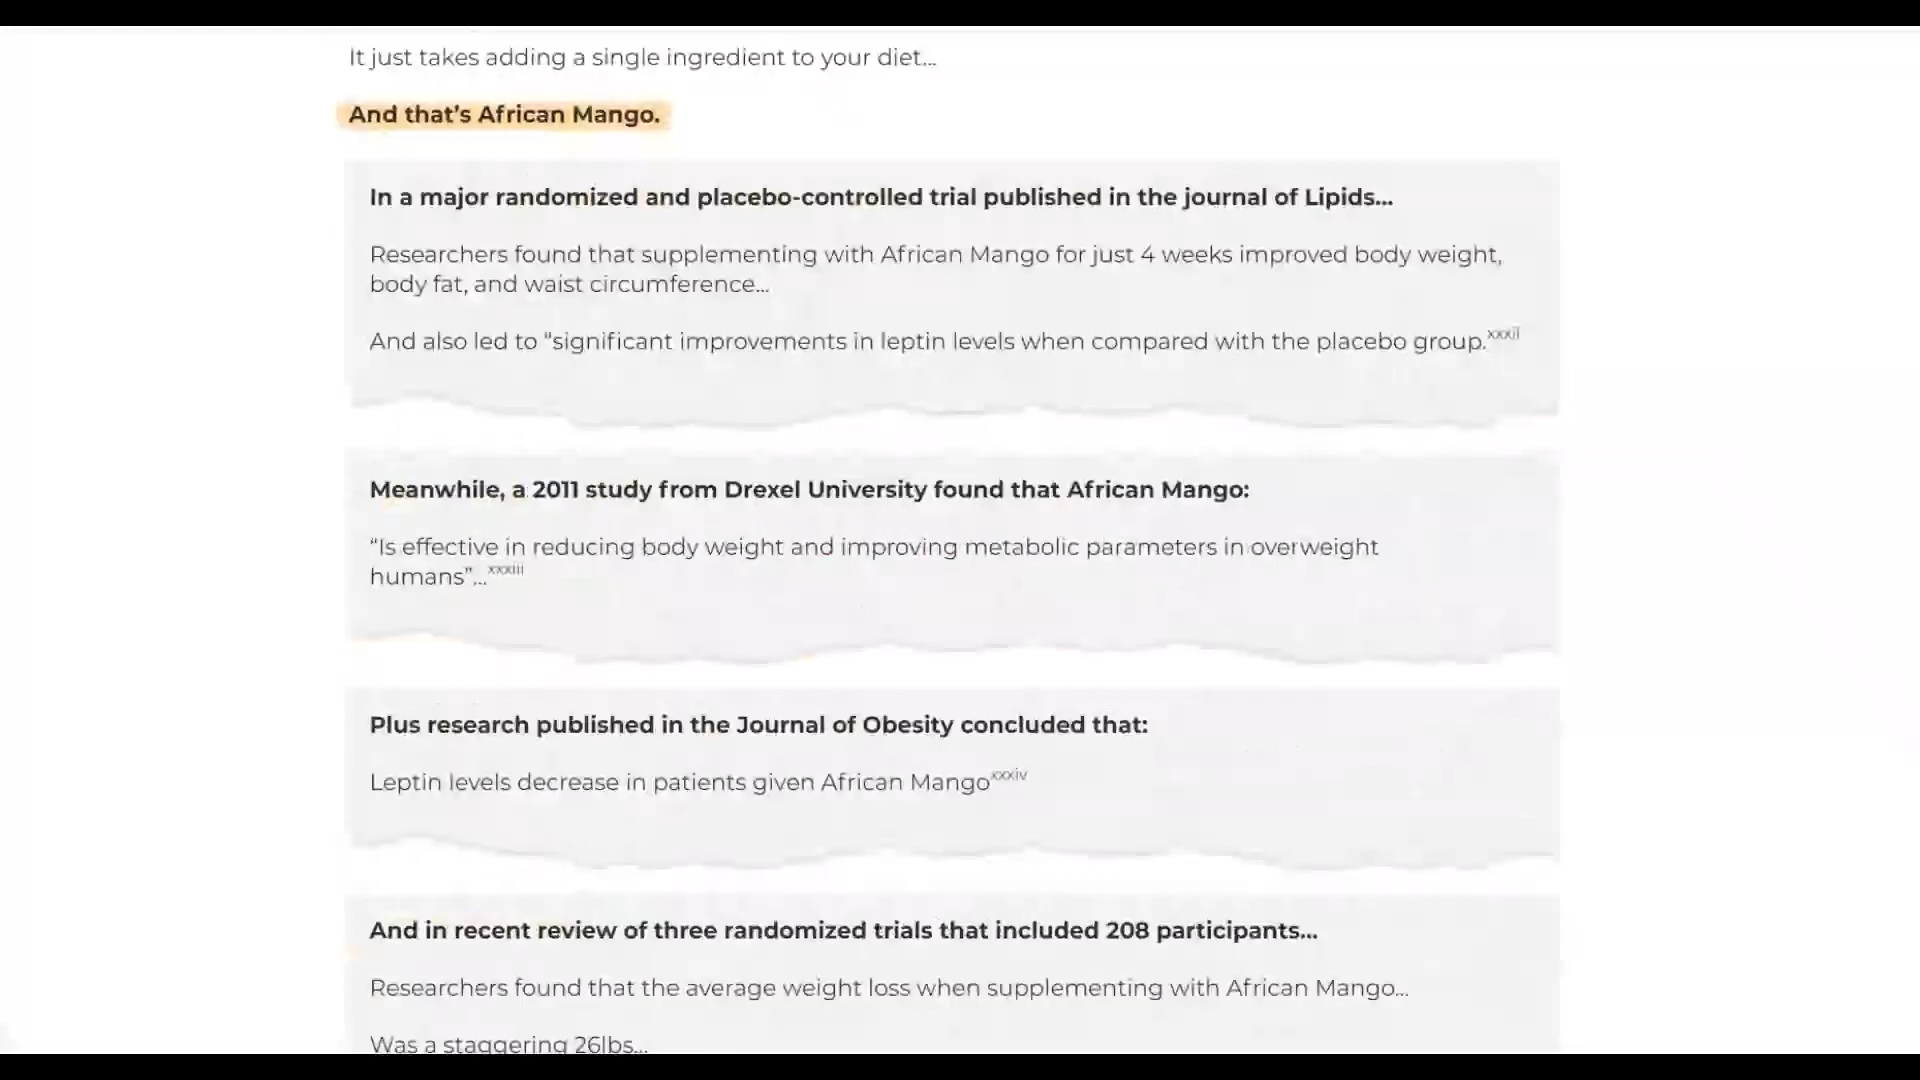 It just takes adding a single ingredient to your diet...
And that's African Mango.
In a major randomized and placebo-controlled trial published in the journal of Lipids...
Researchers found that supplementing with African Mango for just 4 weeks improved body weight,
body fat, and waist circumference...
And also led to "significant improvements in leptin levels when compared with the placebo group.xxxii
Meanwhile, a 2011 study from Drexel University found that African Mango:
“Is effective in reducing body weight and improving metabolic parameters in overweight
humans”...xxxiii
Plus research published in the Journal of Obesity concluded that:
Leptin levels decrease in patients given African Mangoxxxiv
And in recent review of three randomized trials that included 208 participants...
Researchers found that the average weight loss when supplementing with African Mango...
Was a staggering 26lbs...